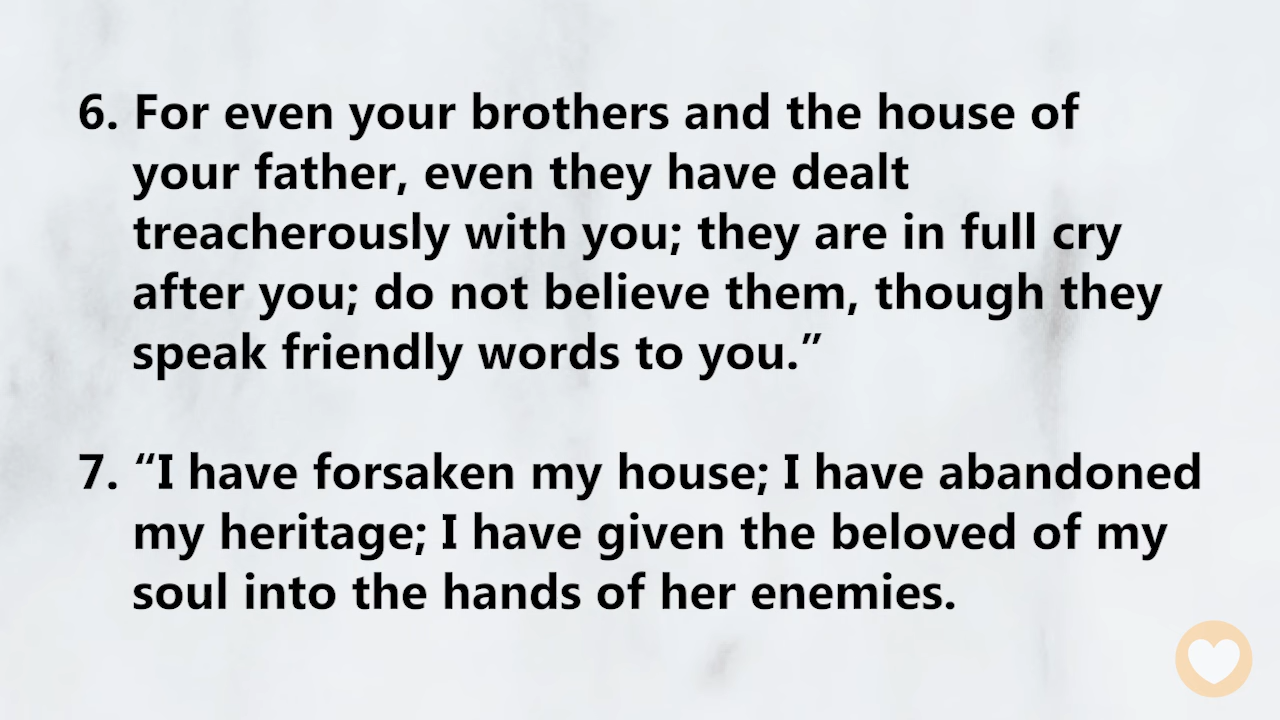 6. For even your brothers and the house of
your father, even they have dealt
treacherously with you; they are in full cry
after you; do not believe them, though they
speak friendly words to you.”
7. “I have forsaken my house; I have abandoned
my heritage; I have given the beloved of my
soul into the hands of her enemies.